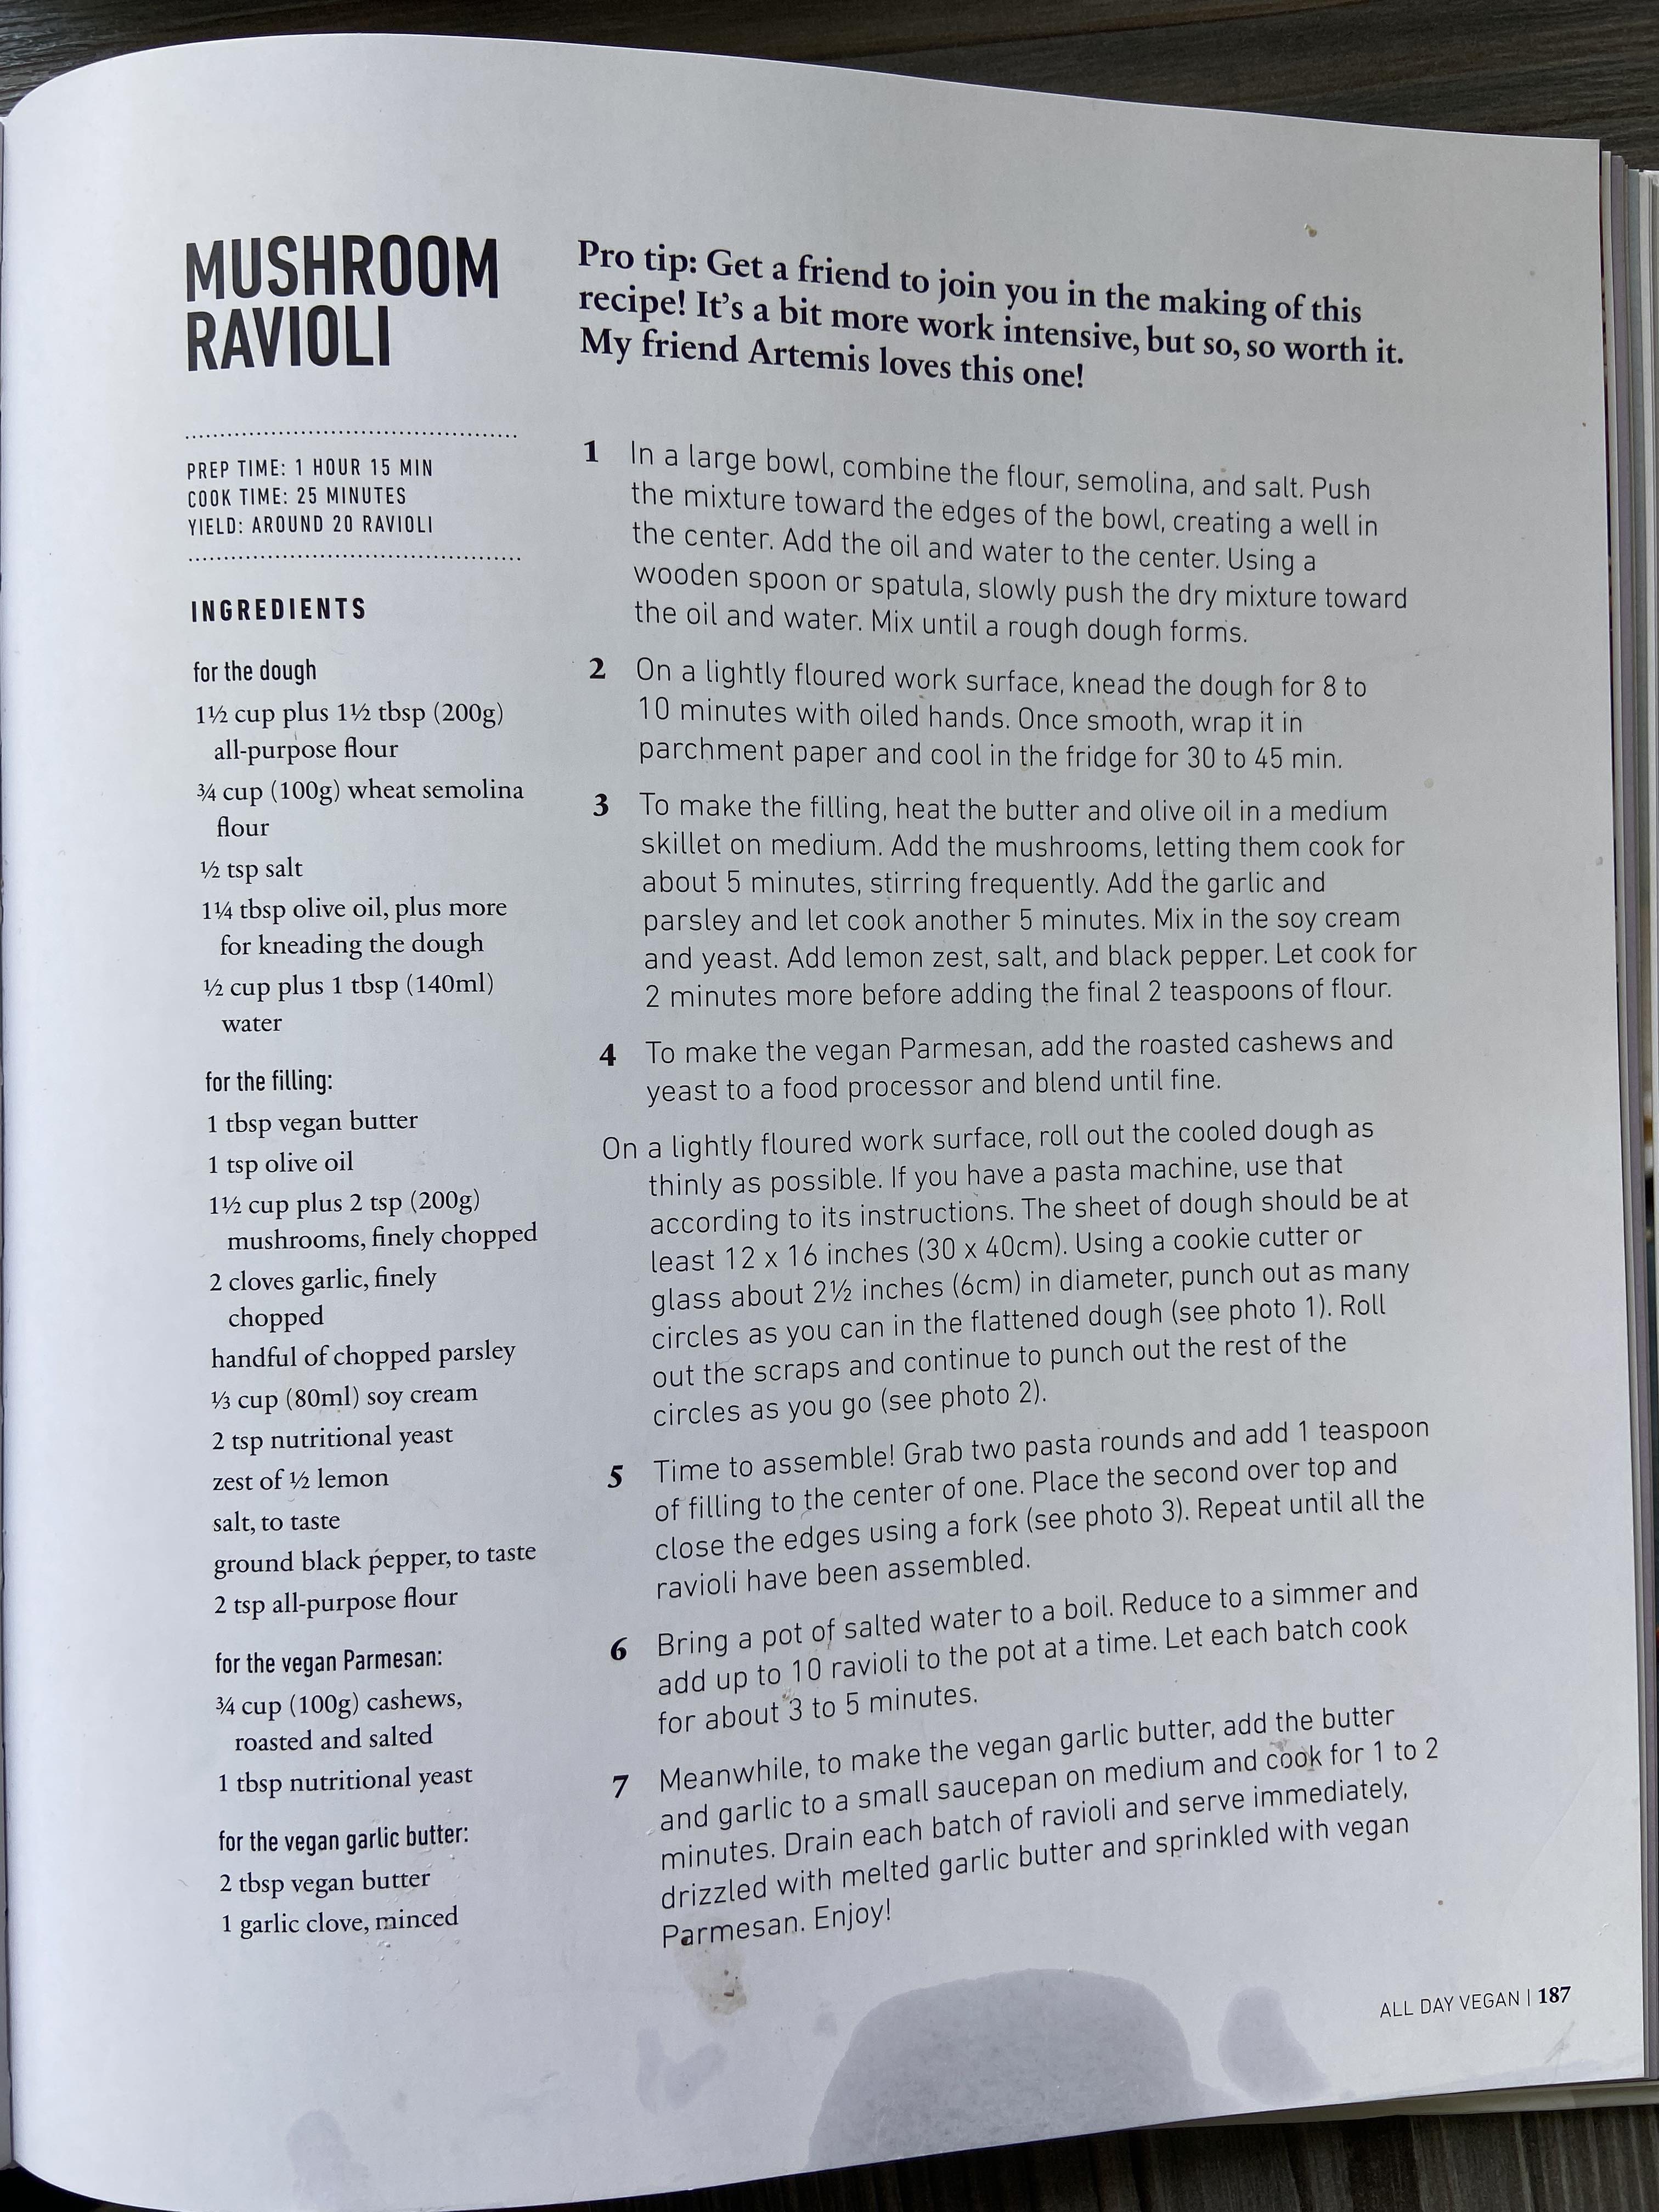 MUSHROOM
RAVIOLI
PREP TIME: 1 HOUR 15 MIN
COOK TIME: 25 MINUTES
YIELD: AROUND 20 RAVIOLI
INGREDIENTS
for the dough
1½ cup plus 1½ tbsp (200g)
all-purpose flour
¾ cup (100g) wheat semolina
flour
½ tsp salt
1¼ tbsp olive oil, plus more
for kneading the dough
½ cup plus 1 tbsp (140ml)
water
for the filling:
1 tbsp vegan butter
1 tsp olive oil
1½ cup plus 2 tsp (200g)
mushrooms, finely chopped
2 cloves garlic, finely
chopped
handful of chopped parsley
⅓ cup (80ml) soy cream
2 tsp nutritional yeast
zest of ½ lemon
salt, to taste
ground black pepper, to taste
2 tsp all-purpose flour
for the vegan Parmesan:
¾ cup (100g) cashews,
roasted and salted
1 tbsp nutritional yeast
for the vegan garlic butter:
2 tbsp vegan butter
1 garlic clove, minced
Pro tip: Get a friend to join you in the making of this
recipe! It’s a bit more work intensive, but so, so worth it.
My friend Artemis loves this one!
1 In a large bowl, combine the flour, semolina, and salt. Push
the mixture toward the edges of the bowl, creating a well in
the center. Add the oil and water to the center. Using a
wooden spoon or spatula, slowly push the dry mixture toward
the oil and water. Mix until a rough dough forms.
2 On a lightly floured work surface, knead the dough for 8 to
10 minutes with oiled hands. Once smooth, wrap it in
parchment paper and cool in the fridge for 30 to 45 min.
3 To make the filling, heat the butter and olive oil in a medium
skillet on medium. Add the mushrooms, letting them cook for
about 5 minutes, stirring frequently. Add the garlic and
parsley and let cook another 5 minutes. Mix in the soy cream
and yeast. Add lemon zest, salt, and black pepper. Let cook for
2 minutes more before adding the final 2 teaspoons of flour.
4 To make the vegan Parmesan, add the roasted cashews and
yeast to a food processor and blend until fine.
On a lightly floured work surface, roll out the cooled dough as
thinly as possible. If you have a pasta machine, use that
according to its instructions. The sheet of dough should be at
least 12 x 16 inches (30 x 40cm). Using a cookie cutter or
glass about 2½ inches (6cm) in diameter, punch out as many
circles as you can in the flattened dough (see photo 1). Roll
out the scraps and continue to punch out the rest of the
circles as you go (see photo 2).
5 Time to assemble! Grab two pasta rounds and add 1 teaspoon
of filling to the center of one. Place the second over top and
close the edges using a fork (see photo 3). Repeat until all the
ravioli have been assembled.
6 Bring a pot of salted water to a boil. Reduce to a simmer and
add up to 10 ravioli to the pot at a time. Let each batch cook
for about 3 to 5 minutes.
7 Meanwhile, to make the vegan garlic butter, add the butter
and garlic to a small saucepan on medium and cook for 1 to 2
minutes. Drain each batch of ravioli and serve immediately,
drizzled with melted garlic butter and sprinkled with vegan
Parmesan. Enjoy!
ALL DAY VEGAN | 187